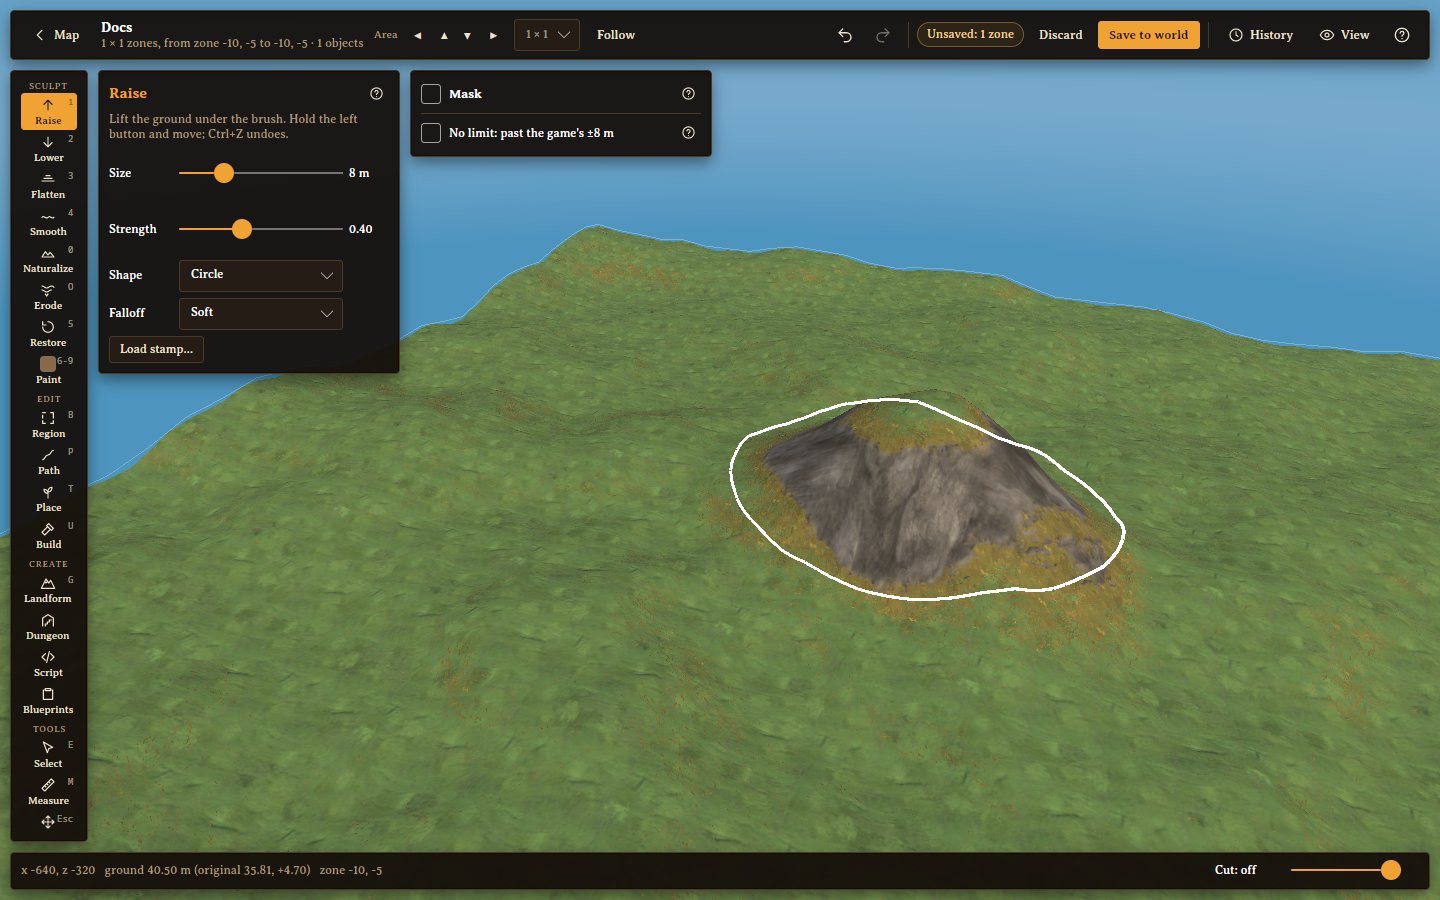 Map
Docs
1 × 1 zones, from zone -10, -5 to -10, -5 · 1 objects
Area
1 × 1
Follow
Unsaved: 1 zone
Discard
Save to world
History
View
SCULPT
Raise 1
Lower 2
Flatten 3
Smooth 4
Naturalize 0
Erode O
Restore 5
Paint 6-9
EDIT
Region B
Path P
Place T
Build U
CREATE
Landform G
Dungeon
Script
Blueprints
TOOLS
Select E
Measure M
Esc
Raise
Lift the ground under the brush. Hold the left
button and move; Ctrl+Z undoes.
Size 8 m
Strength 0.40
Shape Circle
Falloff Soft
Load stamp...
Mask
No limit: past the game's ±8 m
x -640, z -320 ground 40.50 m (original 35.81, +4.70) zone -10, -5
Cut: off